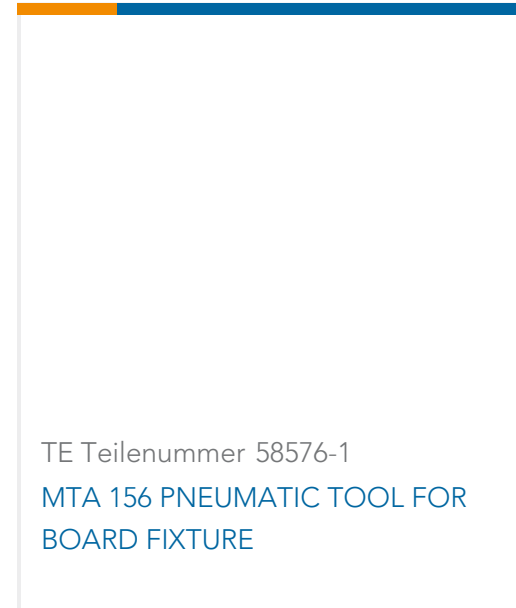 TE Teilenummer 58576-1
MTA 156 PNEUMATIC TOOL FOR
BOARD FIXTURE